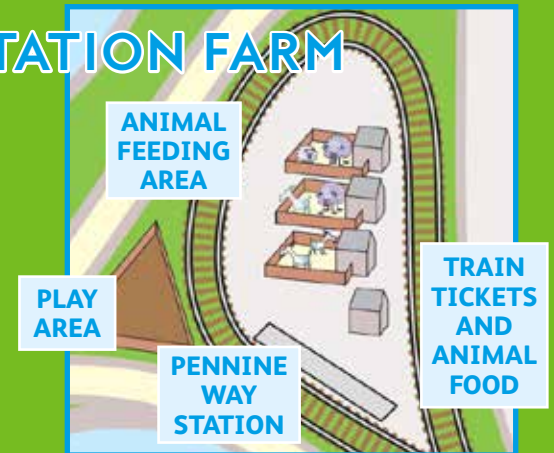 TATION FARM
ANIMAL
FEEDING
AREA
PLAY
AREA
TRAIN
TICKETS
AND
ANIMAL
FOOD
PENNINE
WAY
STATION